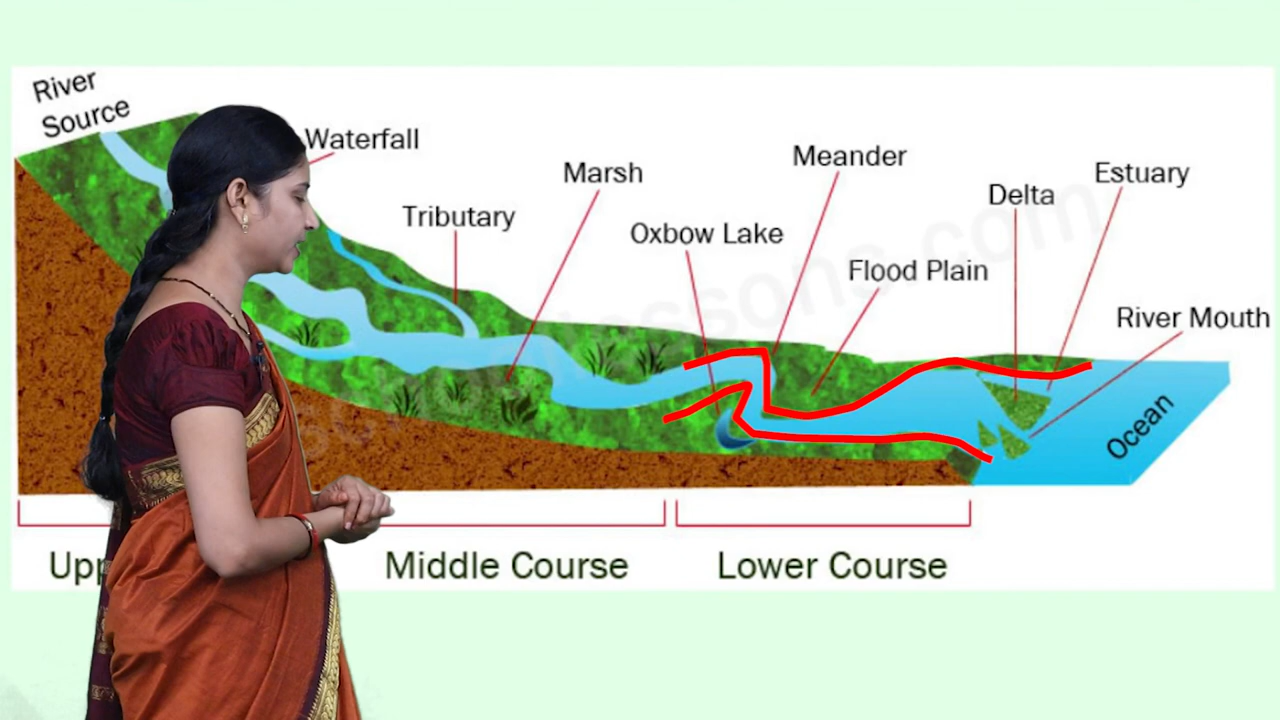 River
Source
Waterfall
Tributary
Marsh
Oxbow Lake
Meander
Flood Plain
Delta
Estuary
River Mouth
Ocean
Upp
Middle Course
Lower Course